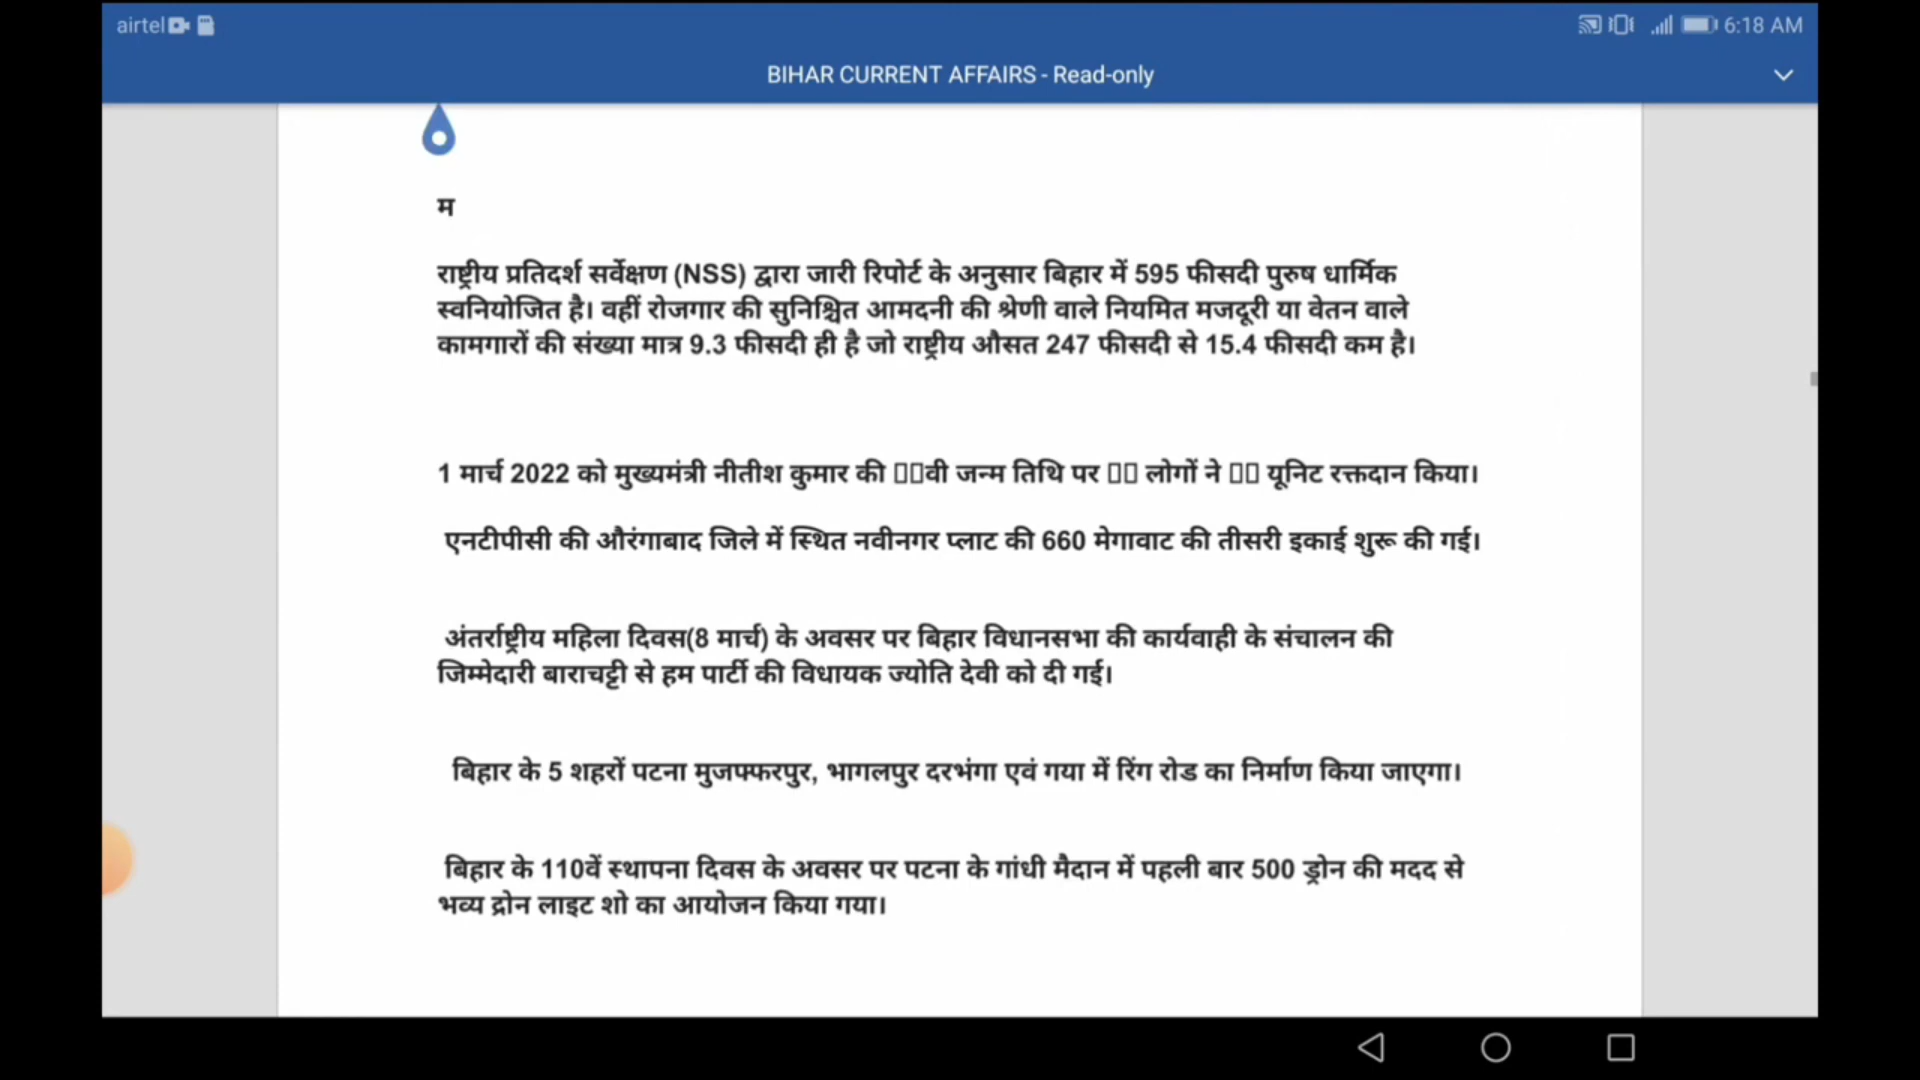 airtel
6:18 AM
BIHAR CURRENT AFFAIRS - Read-only
म
राष्ट्रीय प्रतिदर्श सर्वेक्षण (NSS) द्वारा जारी रिपोर्ट के अनुसार बिहार में 595 फीसदी पुरुष धार्मिक
स्वनियोजित है। वहीं रोजगार की सुनिश्चित आमदनी की श्रेणी वाले नियमित मजदूरी या वेतन वाले
कामगारों की संख्या मात्र 9.3 फीसदी ही है जो राष्ट्रीय औसत 247 फीसदी से 15.4 फीसदी कम है।
1 मार्च 2022 को मुख्यमंत्री नीतीश कुमार की ▯▯वी जन्म तिथि पर ▯▯ लोगों ने ▯▯ यूनिट रक्तदान किया।
एनटीपीसी की औरंगाबाद जिले में स्थित नवीनगर प्लाट की 660 मेगावाट की तीसरी इकाई शुरू की गई।
अंतर्राष्ट्रीय महिला दिवस(8 मार्च) के अवसर पर बिहार विधानसभा की कार्यवाही के संचालन की
जिम्मेदारी बाराचट्टी से हम पार्टी की विधायक ज्योति देवी को दी गई।
बिहार के 5 शहरों पटना मुजफ्फरपुर, भागलपुर दरभंगा एवं गया में रिंग रोड का निर्माण किया जाएगा।
बिहार के 110वें स्थापना दिवस के अवसर पर पटना के गांधी मैदान में पहली बार 500 ड्रोन की मदद से
भव्य द्रोन लाइट शो का आयोजन किया गया।